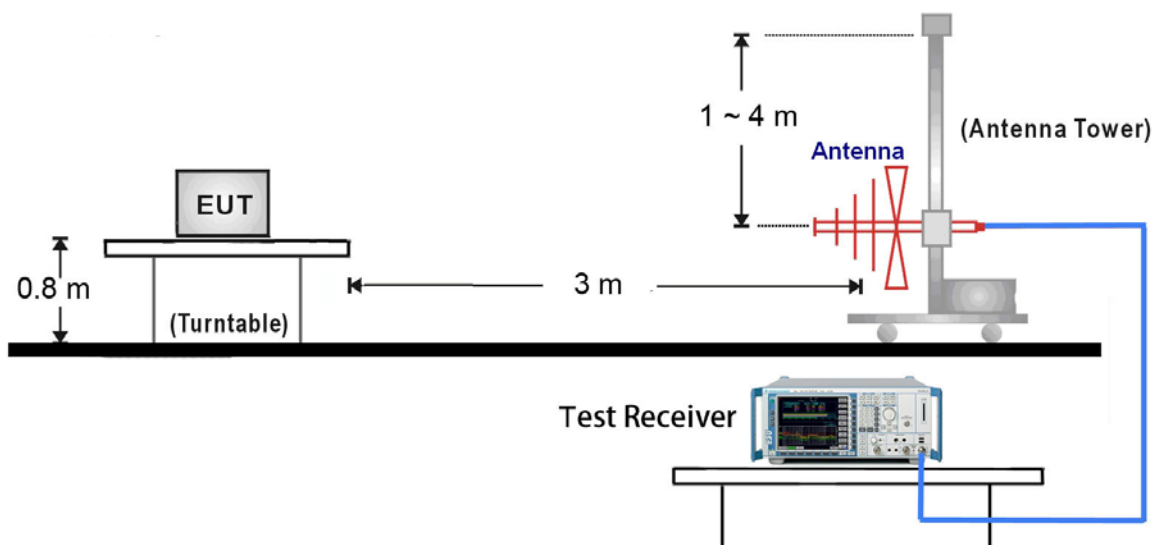 1 ~ 4 m
(Antenna Tower)
Antenna
EUT
0.8 m
3 m
(Turntable)
Test Receiver